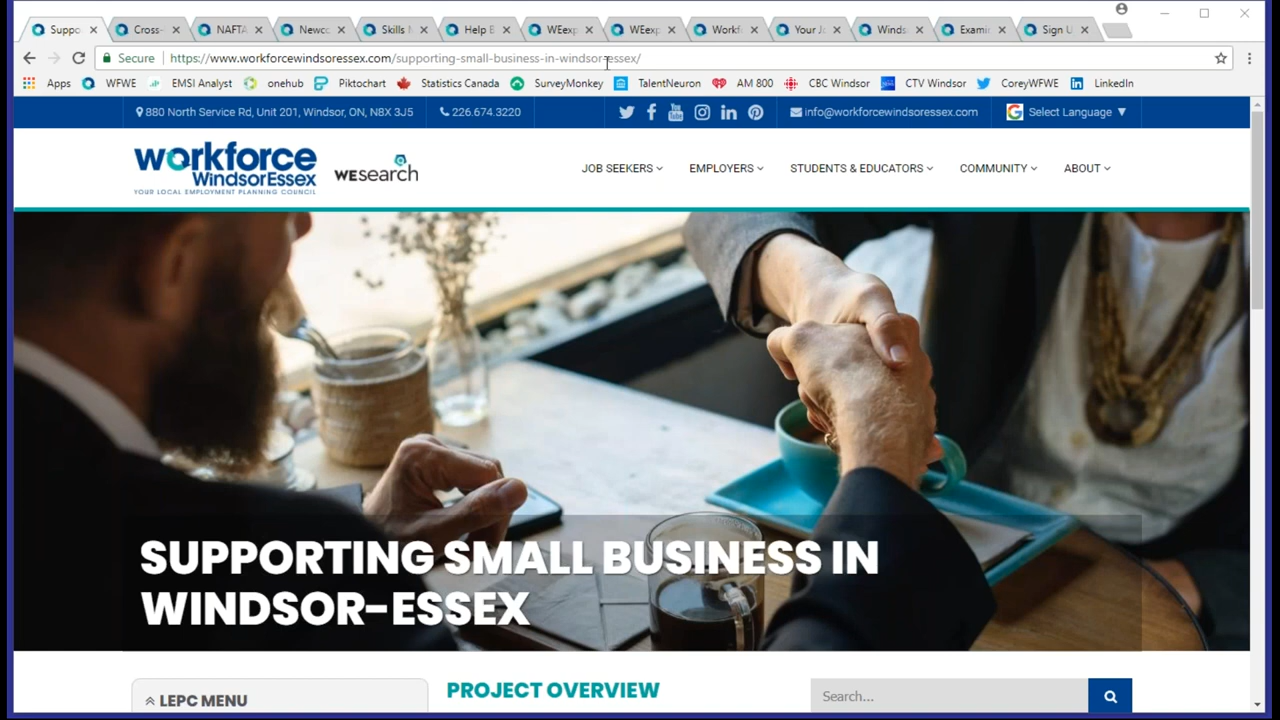 Suppo Cross- NAFTA Newco Skills Help B WExp WExp Workf Your J Winds Exami Sign U
Secure https://www.workforcewindsoressex.com/supporting-small-business-in-windsor-essex/
Apps WFWE EMSI Analyst onehub Piktochart Statistics Canada SurveyMonkey TalentNeuron AM 800 CBC Windsor CTV Windsor CoreyWFWE LinkedIn
880 North Service Rd, Unit 201, Windsor, ON, N8X 3J5 226.674.3220 info@workforcewindsoressex.com Select Language ▼
workforce
WindsorEssex
YOUR LOCAL EMPLOYMENT PLANNING COUNCIL
WEsearch
JOB SEEKERS EMPLOYERS STUDENTS & EDUCATORS COMMUNITY ABOUT
SUPPORTING SMALL BUSINESS IN
WINDSOR-ESSEX
LEPC MENU
PROJECT OVERVIEW
Search...